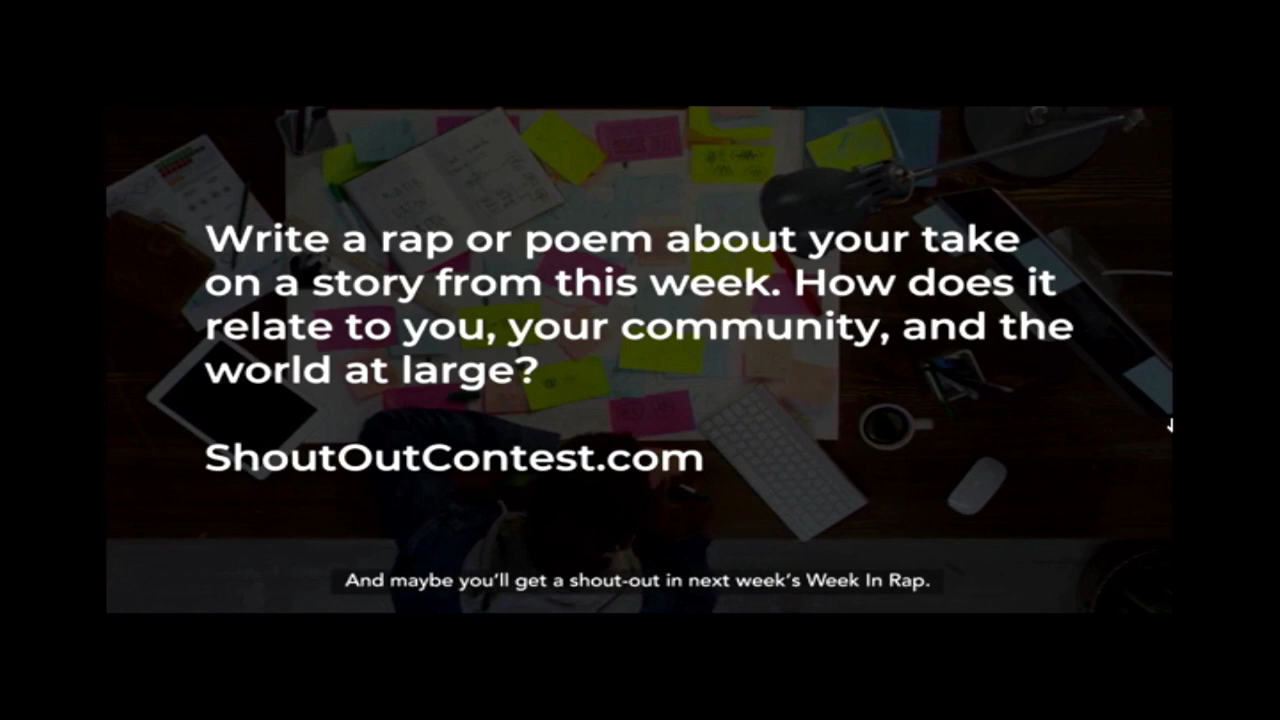 Write a rap or poem about your take
on a story from this week. How does it
relate to you, your community, and the
world at large?
ShoutOutContest.com
And maybe you'll get a shout-out in next week's Week In Rap.